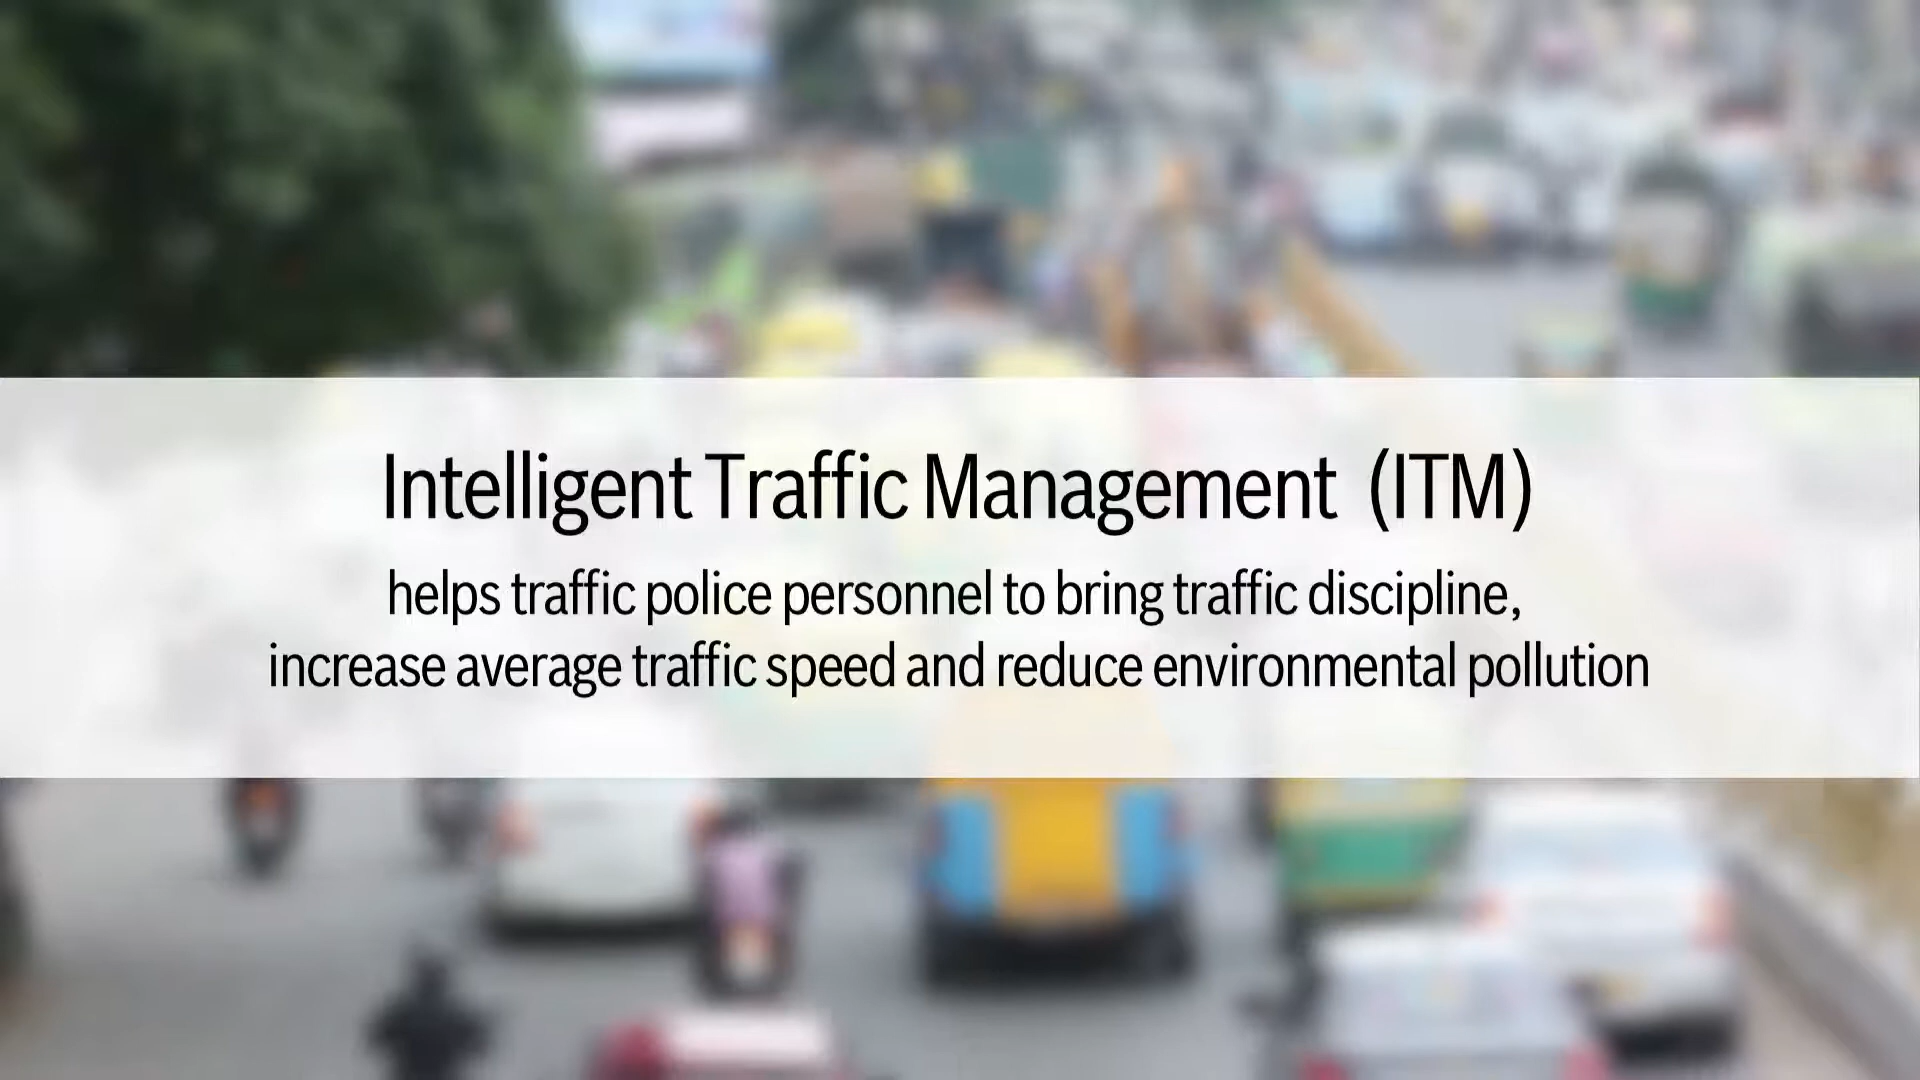 Intelligent Traffic Management (ITM)
helps traffic police personnel to bring traffic discipline,
increase average traffic speed and reduce environmental pollution